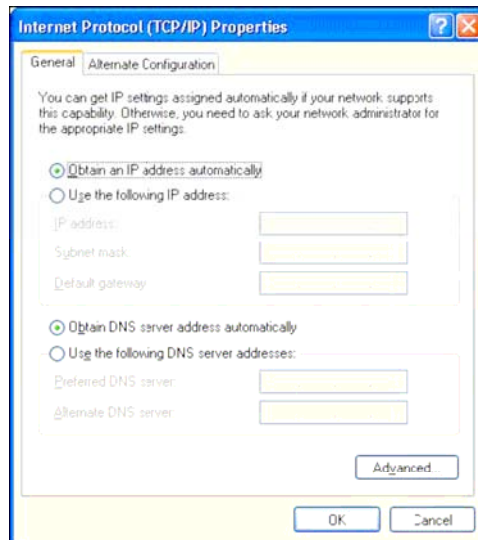 Internet Protocol (TCP/IP) Properties
General
Alternate Configuration
You can get IP settings assigned automatically if your network supports
this capability. Otherwise, you need to ask your network administrator for
the appropriate IP settings.
Obtain an IP address automatically
Use the following IP address:
IP address:
Subnet mask
Default gateway
Obtain DNS server address automatically
Use the following DNS server addresses:
Preferred DNS server
Alternate DNS server
Advanced...
OK
Cancel